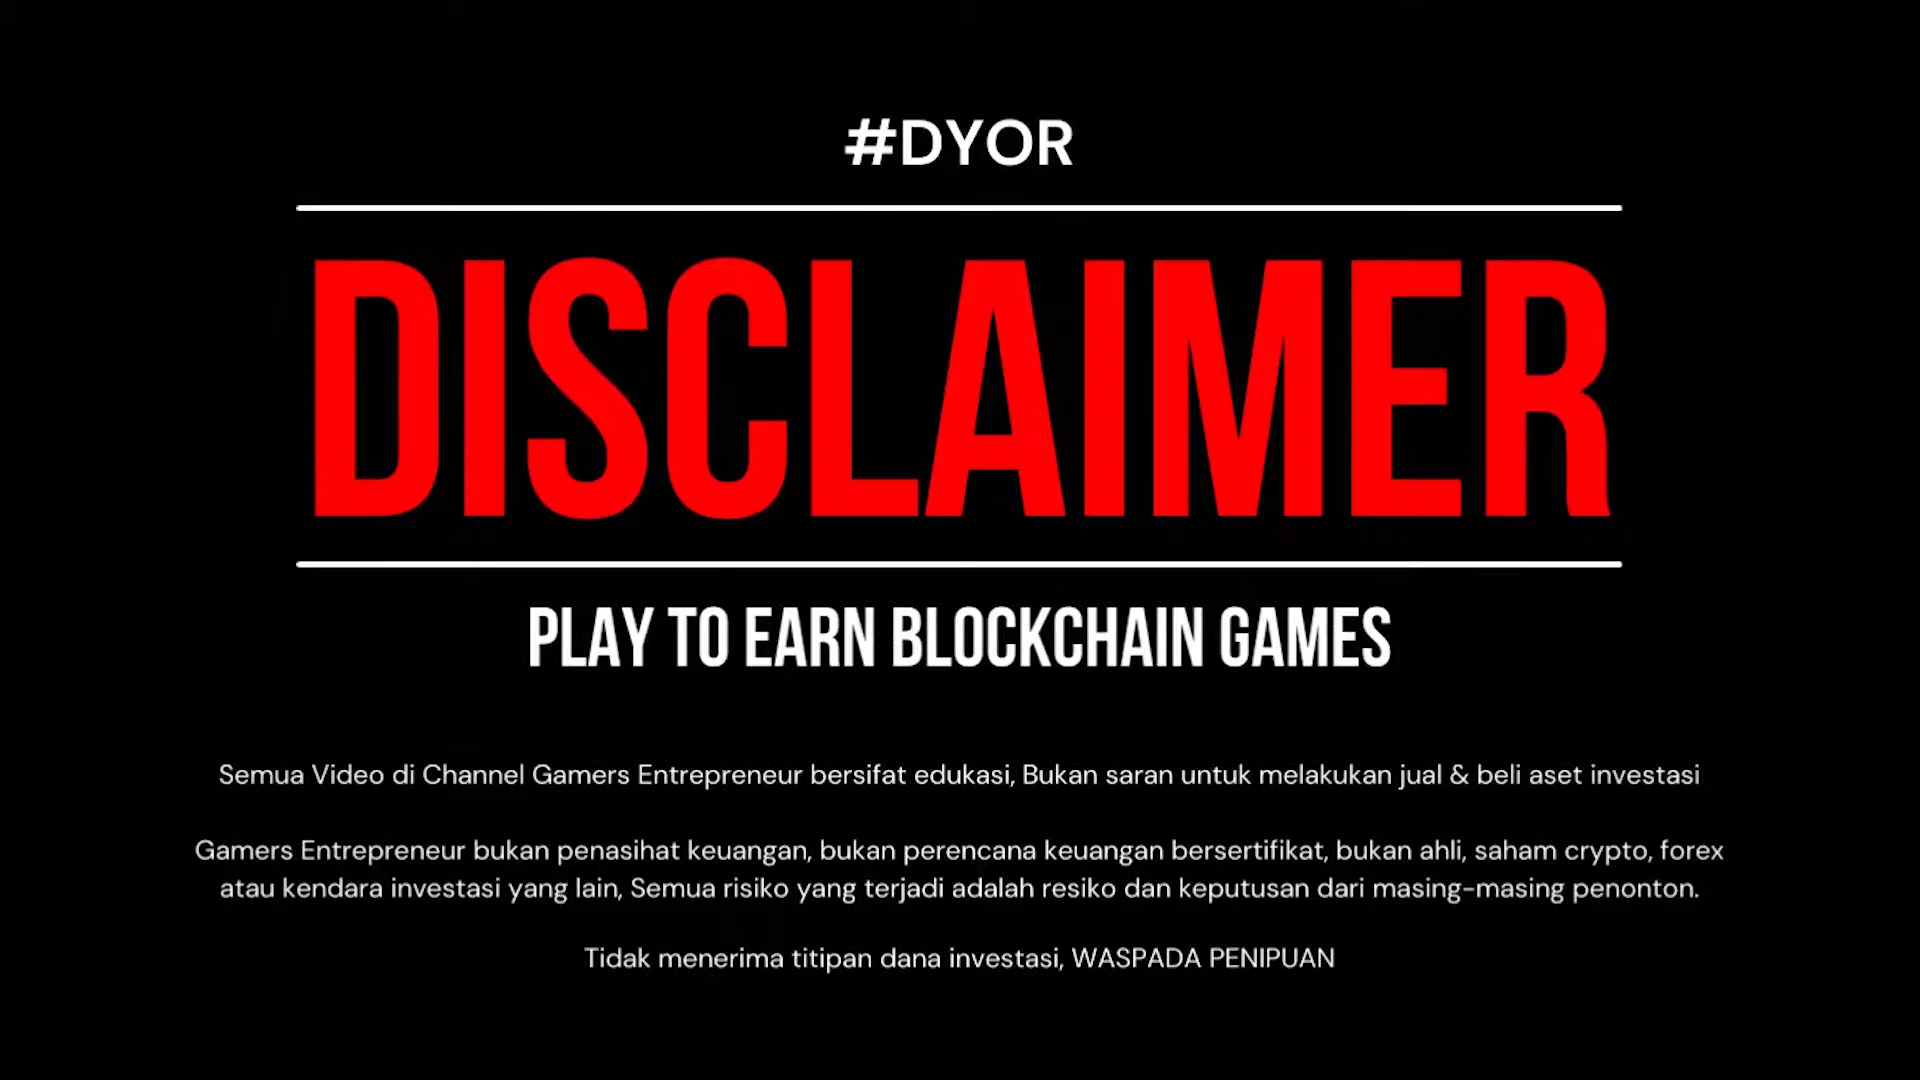 #DYOR
DISCLAIMER
PLAY TO EARN BLOCKCHAIN GAMES
Semua Video di Channel Gamers Entrepreneur bersifat edukasi, Bukan saran untuk melakukan jual & beli aset investasi
Gamers Entrepreneur bukan penasihat keuangan, bukan perencana keuangan bersertifikat, bukan ahli, saham crypto, forex
atau kendara investasi yang lain, Semua risiko yang terjadi adalah resiko dan keputusan dari masing-masing penonton.
Tidak menerima titipan dana investasi, WASPADA PENIPUAN